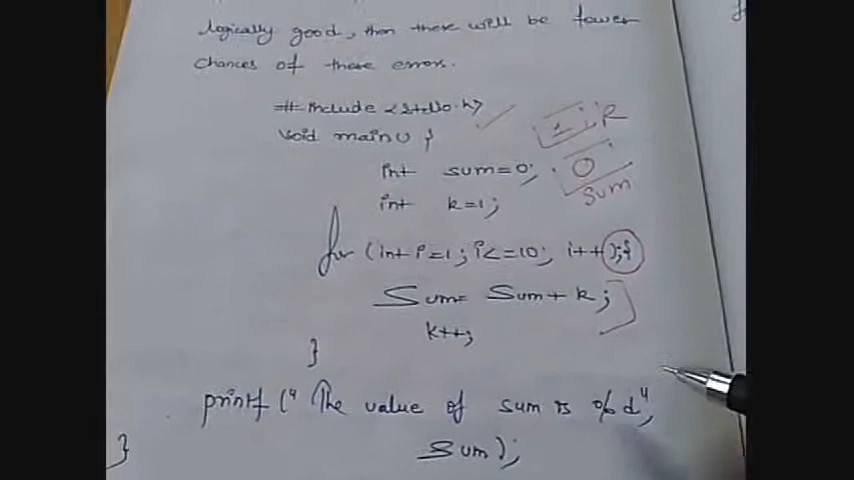 logically good, then there will be fewer
chances of these errors.
# include <stdio.h>
void main() {
int sum=0;
int k=1;
1 k
0
sum
for (int i=1; i<=10; i++);{
Sum= Sum+k;
k++;
}
printf (" The value of sum is %d",
Sum);
}